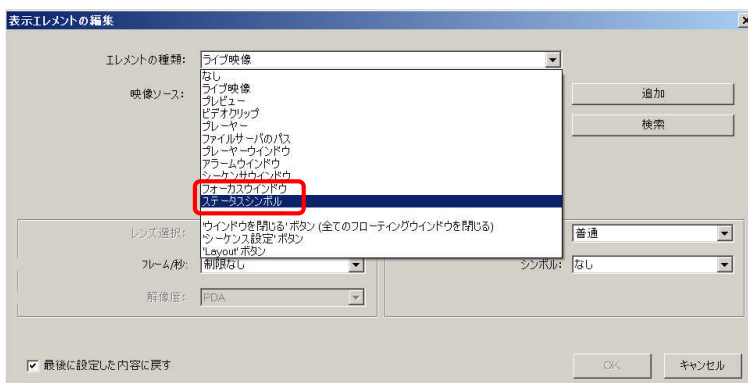 表示エレメントの編集
エレメントの種類: ライブ映像
映像ソース:
なし
ライブ映像
プレビュー
ビデオクリップ
プレーヤー
ファイルサーバのパス
プレーヤーウインドウ
アラームウインドウ
シーケンサウインドウ
フォーカスウインドウ
ステータスシンボル
'ウインドウを閉じる'ボタン (全てのフローティングウインドウを閉じる)
'シーケンス設定'ボタン
'Layout'ボタン
追加
検索
レンズ選択:
普通
フレーム/秒: 制限なし
シンボル: なし
解像度: PDA
最後に設定した内容に戻す
OK キャンセル